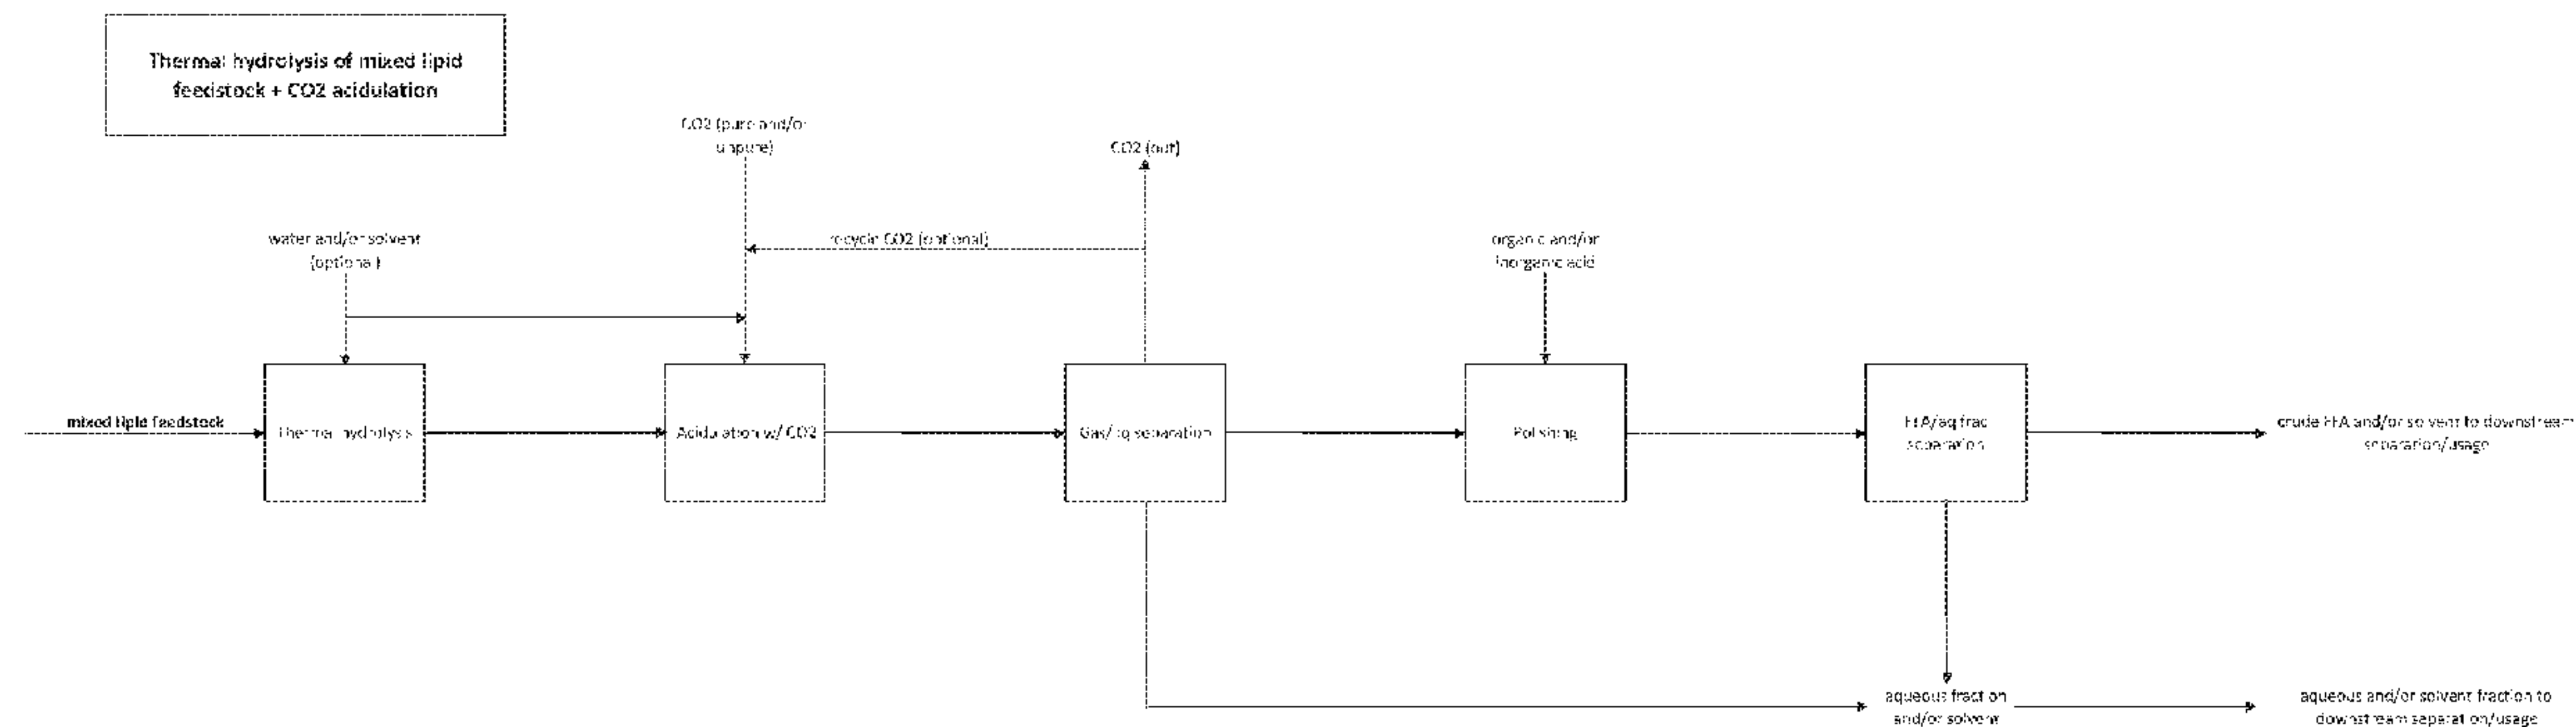 Thermal hydrolysis of mixed lipid
feedstock + CO2 acidulation
CO2 (pure and/or
unpure)
CO2 (out)
water and/or solvent
(optional)
recycle CO2 (optional)
organic and/or
inorganic acid
mixed lipid feedstock
Thermal hydrolysis
Acidulation w/ CO2
Gas/liq separation
Polishing
FFA/aq frac
separation
crude FFA and/or solvent to downstream
separation/usage
aqueous fraction
and/or solvent
aqueous and/or solvent fraction to
downstream separation/usage